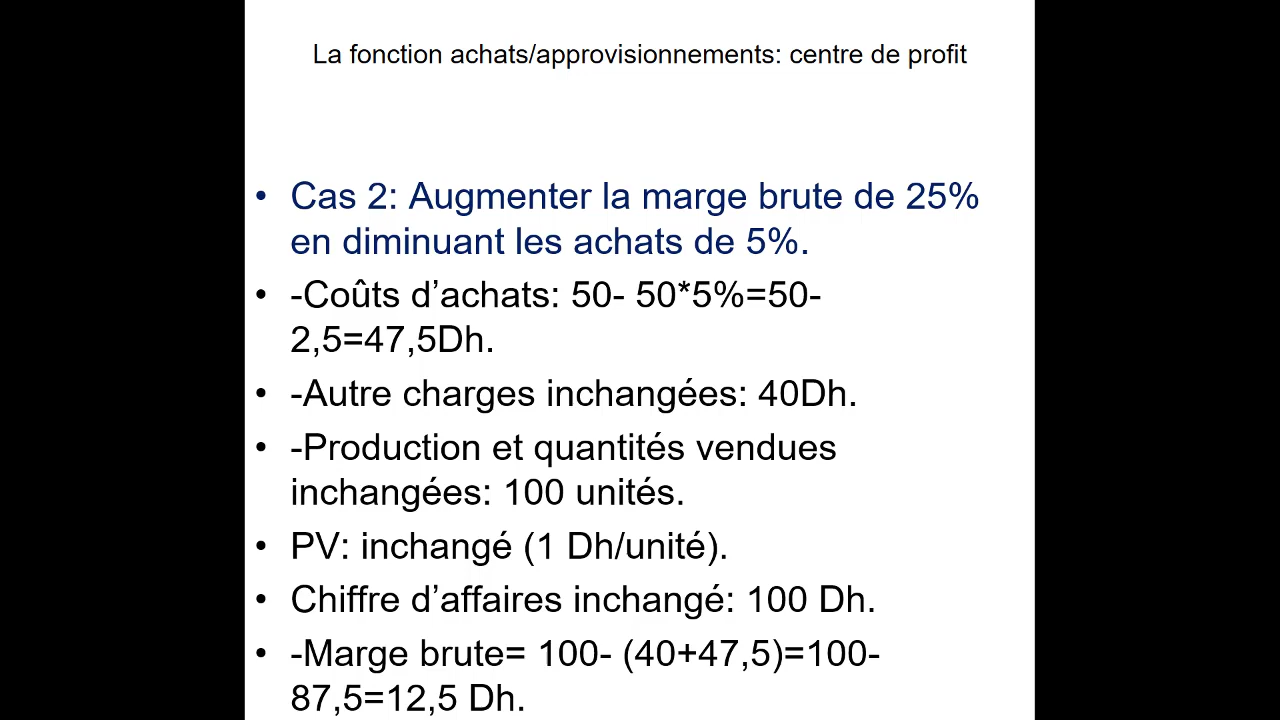 La fonction achats/approvisionnements: centre de profit
• Cas 2: Augmenter la marge brute de 25%
en diminuant les achats de 5%.
• -Coûts d’achats: 50- 50*5%=50-
2,5=47,5Dh.
• -Autre charges inchangées: 40Dh.
• -Production et quantités vendues
inchangées: 100 unités.
• PV: inchangé (1 Dh/unité).
• Chiffre d’affaires inchangé: 100 Dh.
• -Marge brute= 100- (40+47,5)=100-
87,5=12,5 Dh.